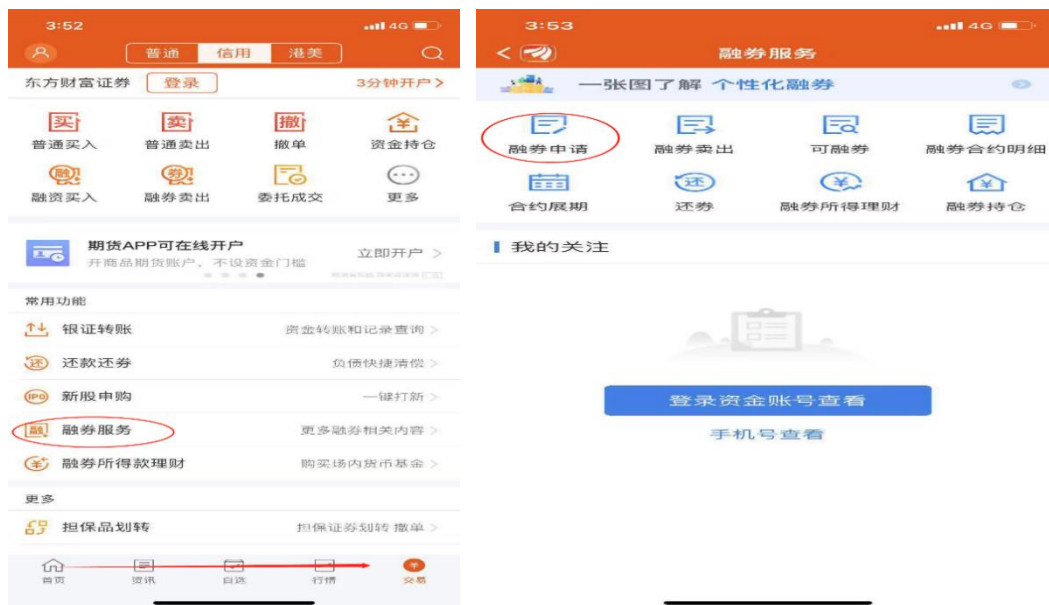 3:52
4G
普通 信用 港美
东方财富证券 登录 3分钟开户>
买 卖 撤
普通买入 普通卖出 撤单 资金持仓
融 券
融资买入 融券卖出 委托成交 更多
期货APP可在线开户
开商品期货账户，不设资金门槛
立即开户 >
常用功能
银证转账 资金转账和记录查询 >
还 还款还券 负债快捷清偿 >
IPO 新股申购 一键打新 >
融 融券服务 更多融券相关内容 >
融券所得款理财 购买场内货币基金 >
更多
担保品划转 担保证券划转 撤单 >
首页 资讯 自选 行情 交易
3:53
4G
< 融券服务
一张图了解 个性化融券
融券申请 融券卖出 可融券 融券合约明细
还
合约展期 还券 融券所得理财 融券持仓
我的关注
登录资金账号查看
手机号查看